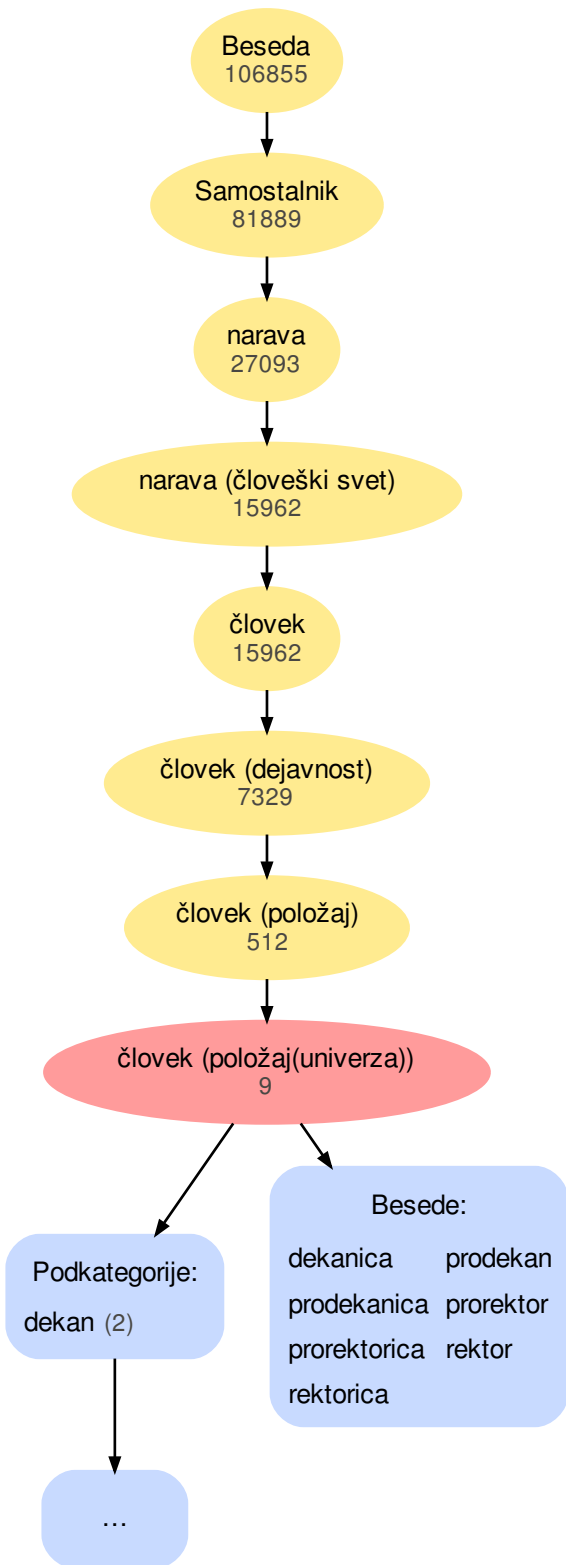 Beseda
106855
Samostalnik
81889
narava
27093
narava (človeški svet)
15962
človek
15962
človek (dejavnost)
7329
človek (položaj)
512
človek (položaj(univerza))
9
Podkategorije:
dekan (2)
...
Besede:
dekanica prodekan
prodekanica prorektor
prorektorica rektor
rektorica